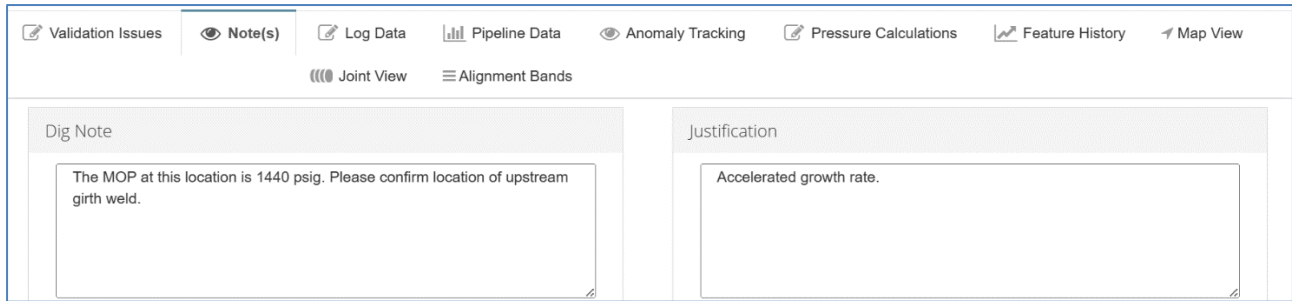 Validation Issues Note(s) Log Data Pipeline Data Anomaly Tracking Pressure Calculations Feature History Map View
Joint View Alignment Bands
Dig Note
The MOP at this location is 1440 psig. Please confirm location of upstream
girth weld.
Justification
Accelerated growth rate.